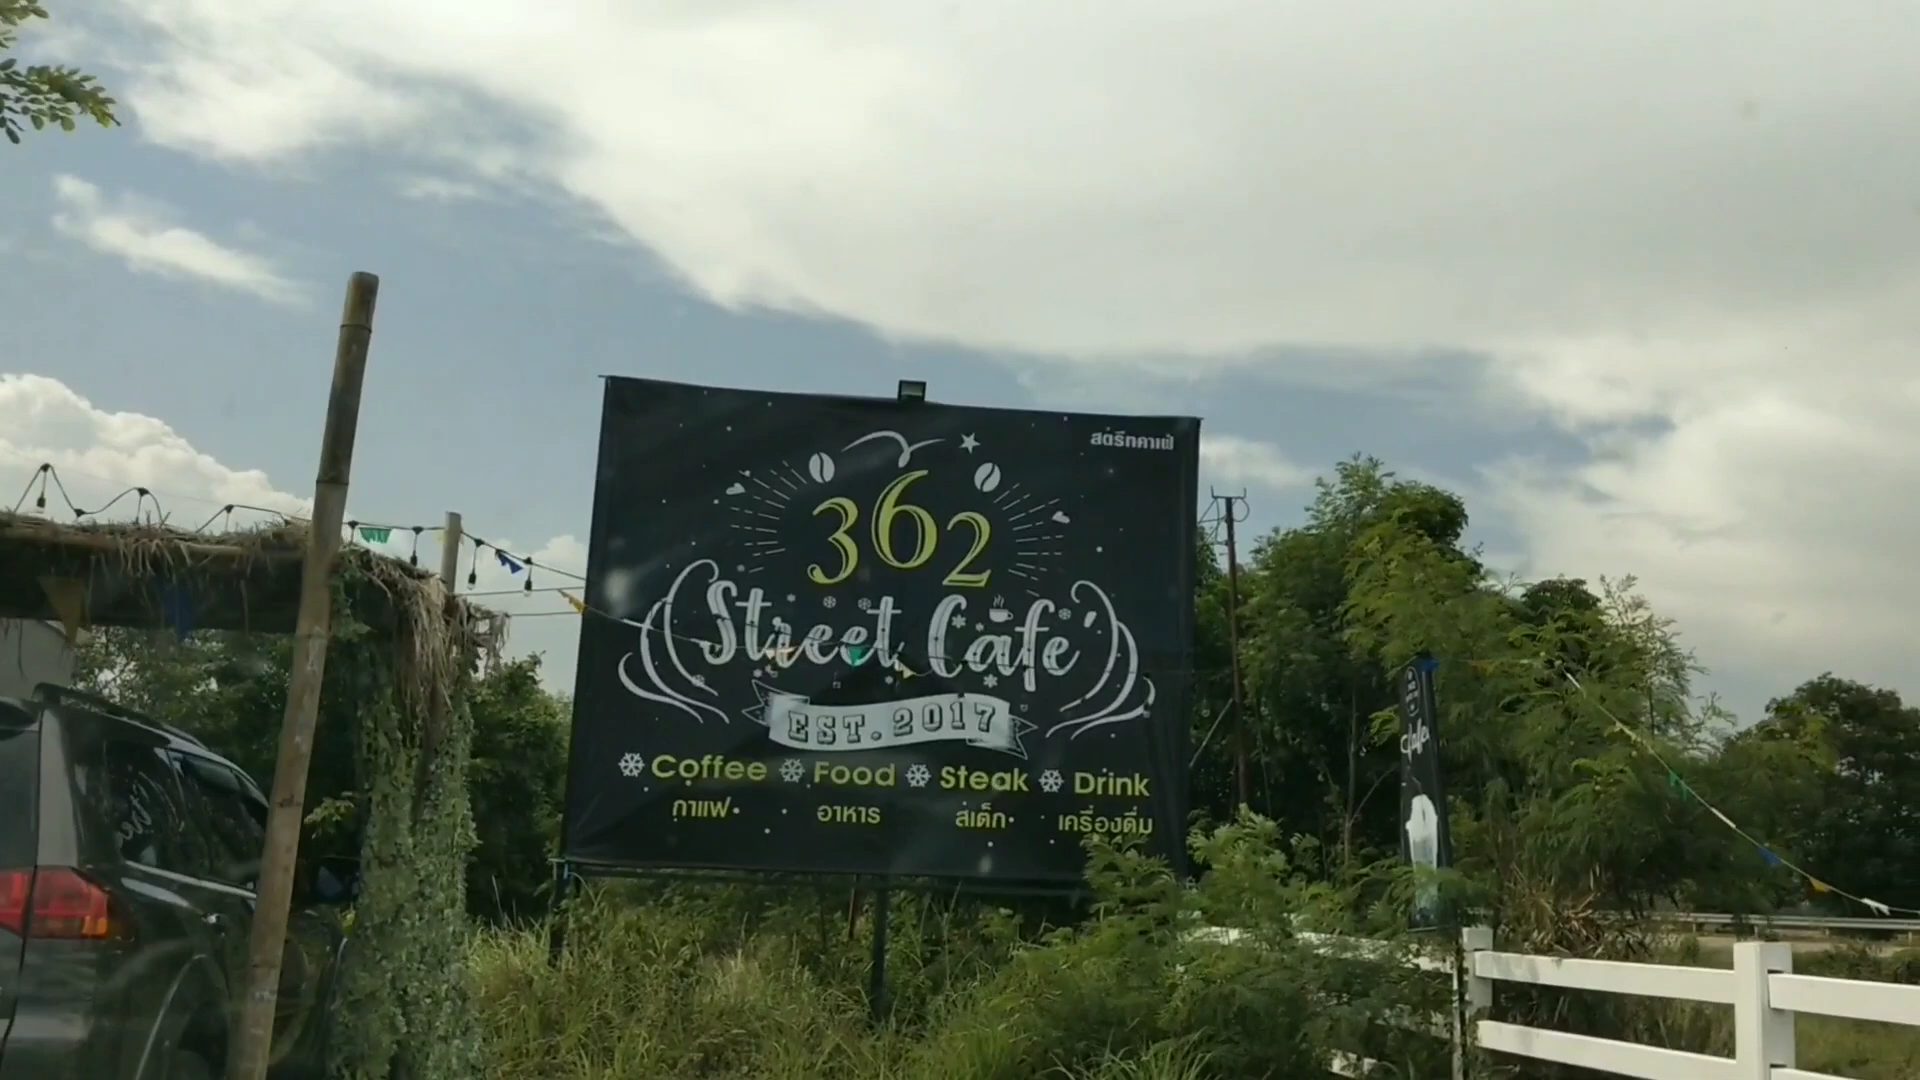 สตรีทคาเฟ่
362
Street Cafe'
EST. 2017
Coffee Food Steak Drink
กาแฟ อาหาร สเต็ก เครื่องดื่ม
Cafe